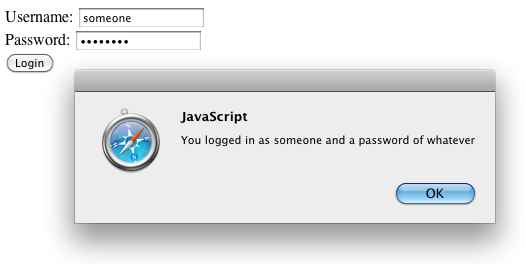 Username: someone
Password: ••••••••
Login
JavaScript
You logged in as someone and a password of whatever
OK